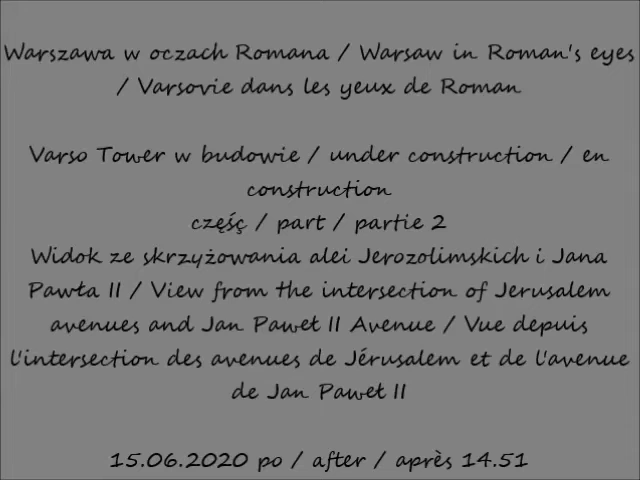 Warszawa w oczach Romana / Warsaw in Roman's eyes
/ Varsovie dans les yeux de Roman
Varso Tower w budowie / under construction / en
construction
częśç / part / partie 2
Widok ze skrzyżowania alei Jerozolimskich i Jana
Pawła II / View from the intersection of Jerusalem
avenues and Jan Paweł II Avenue / Vue depuis
l'intersection des avenues de Jérusalem et de l'avenue
de Jan Paweł II
15.06.2020 po / after / après 14.51